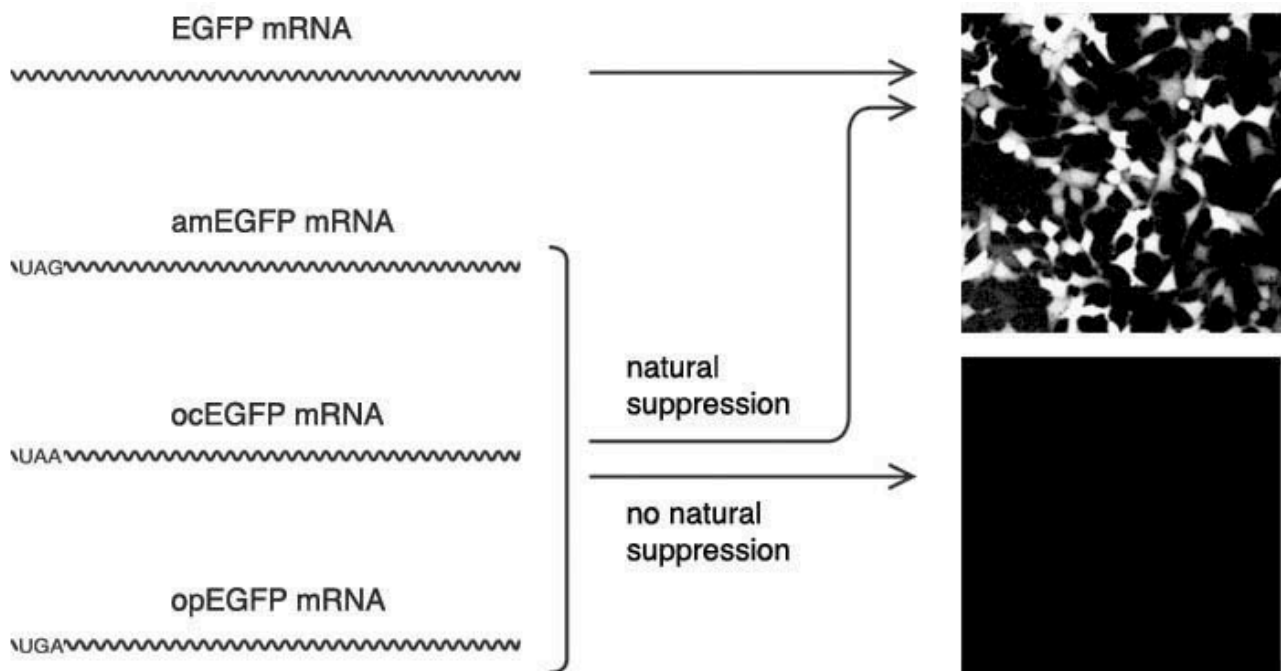 EGFP mRNA
amEGFP mRNA
UAG
natural
suppression
ocEGFP mRNA
UAA
no natural
suppression
opEGFP mRNA
UGA